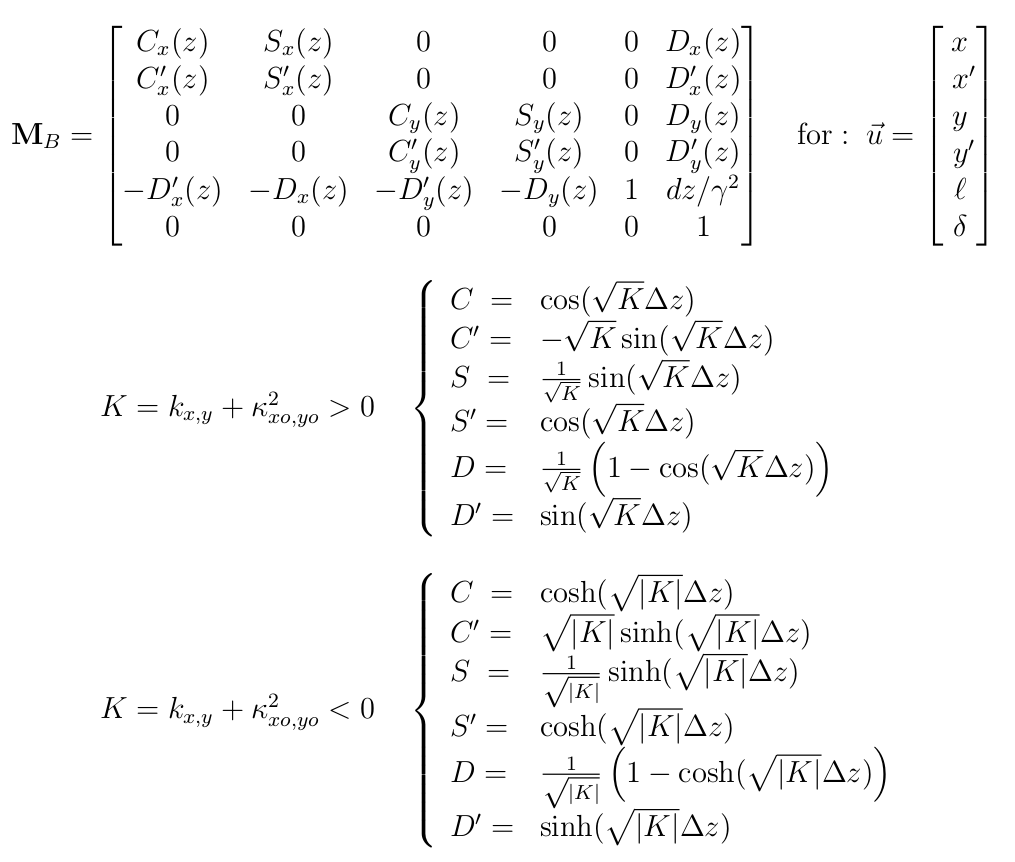 M_B = [ C_x(z) S_x(z) 0 0 0 D_x(z)
C′_x(z) S′_x(z) 0 0 0 D′_x(z)
0 0 C_y(z) S_y(z) 0 D_y(z)
0 0 C′_y(z) S′_y(z) 0 D′_y(z)
−D′_x(z) −D_x(z) −D′_y(z) −D_y(z) 1 dz/γ²
0 0 0 0 0 1 ] for : u⃗ = [ x
x′
y
y′
ℓ
δ ]
K = k_{x,y} + κ²_{xo,yo} > 0 {
C = cos(√K Δz)
C′ = −√K sin(√K Δz)
S = 1/√K sin(√K Δz)
S′ = cos(√K Δz)
D = 1/√K (1 − cos(√K Δz))
D′ = sin(√K Δz)
K = k_{x,y} + κ²_{xo,yo} < 0 {
C = cosh(√|K| Δz)
C′ = √|K| sinh(√|K| Δz)
S = 1/√|K| sinh(√|K| Δz)
S′ = cosh(√|K| Δz)
D = 1/√|K| (1 − cosh(√|K| Δz))
D′ = sinh(√|K| Δz)